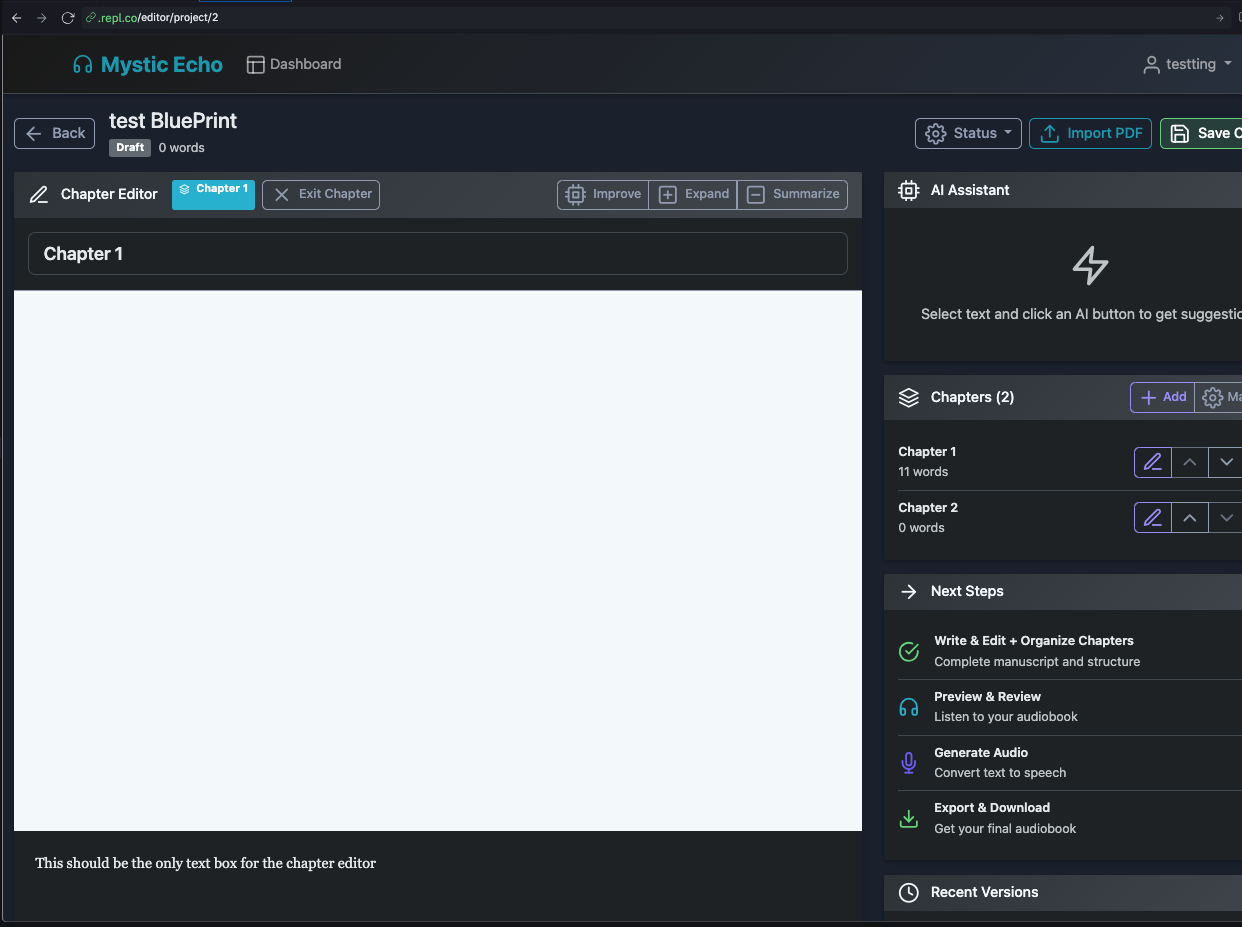 .repl.co/editor/project/2
Mystic Echo
Dashboard
testting
Back
test BluePrint
Draft
0 words
Status
Import PDF
Save C
Chapter Editor
Chapter 1
Exit Chapter
Improve
Expand
Summarize
Chapter 1
This should be the only text box for the chapter editor
AI Assistant
Select text and click an AI button to get suggestic
Chapters (2)
Add
Ma
Chapter 1
11 words
Chapter 2
0 words
Next Steps
Write & Edit + Organize Chapters
Complete manuscript and structure
Preview & Review
Listen to your audiobook
Generate Audio
Convert text to speech
Export & Download
Get your final audiobook
Recent Versions